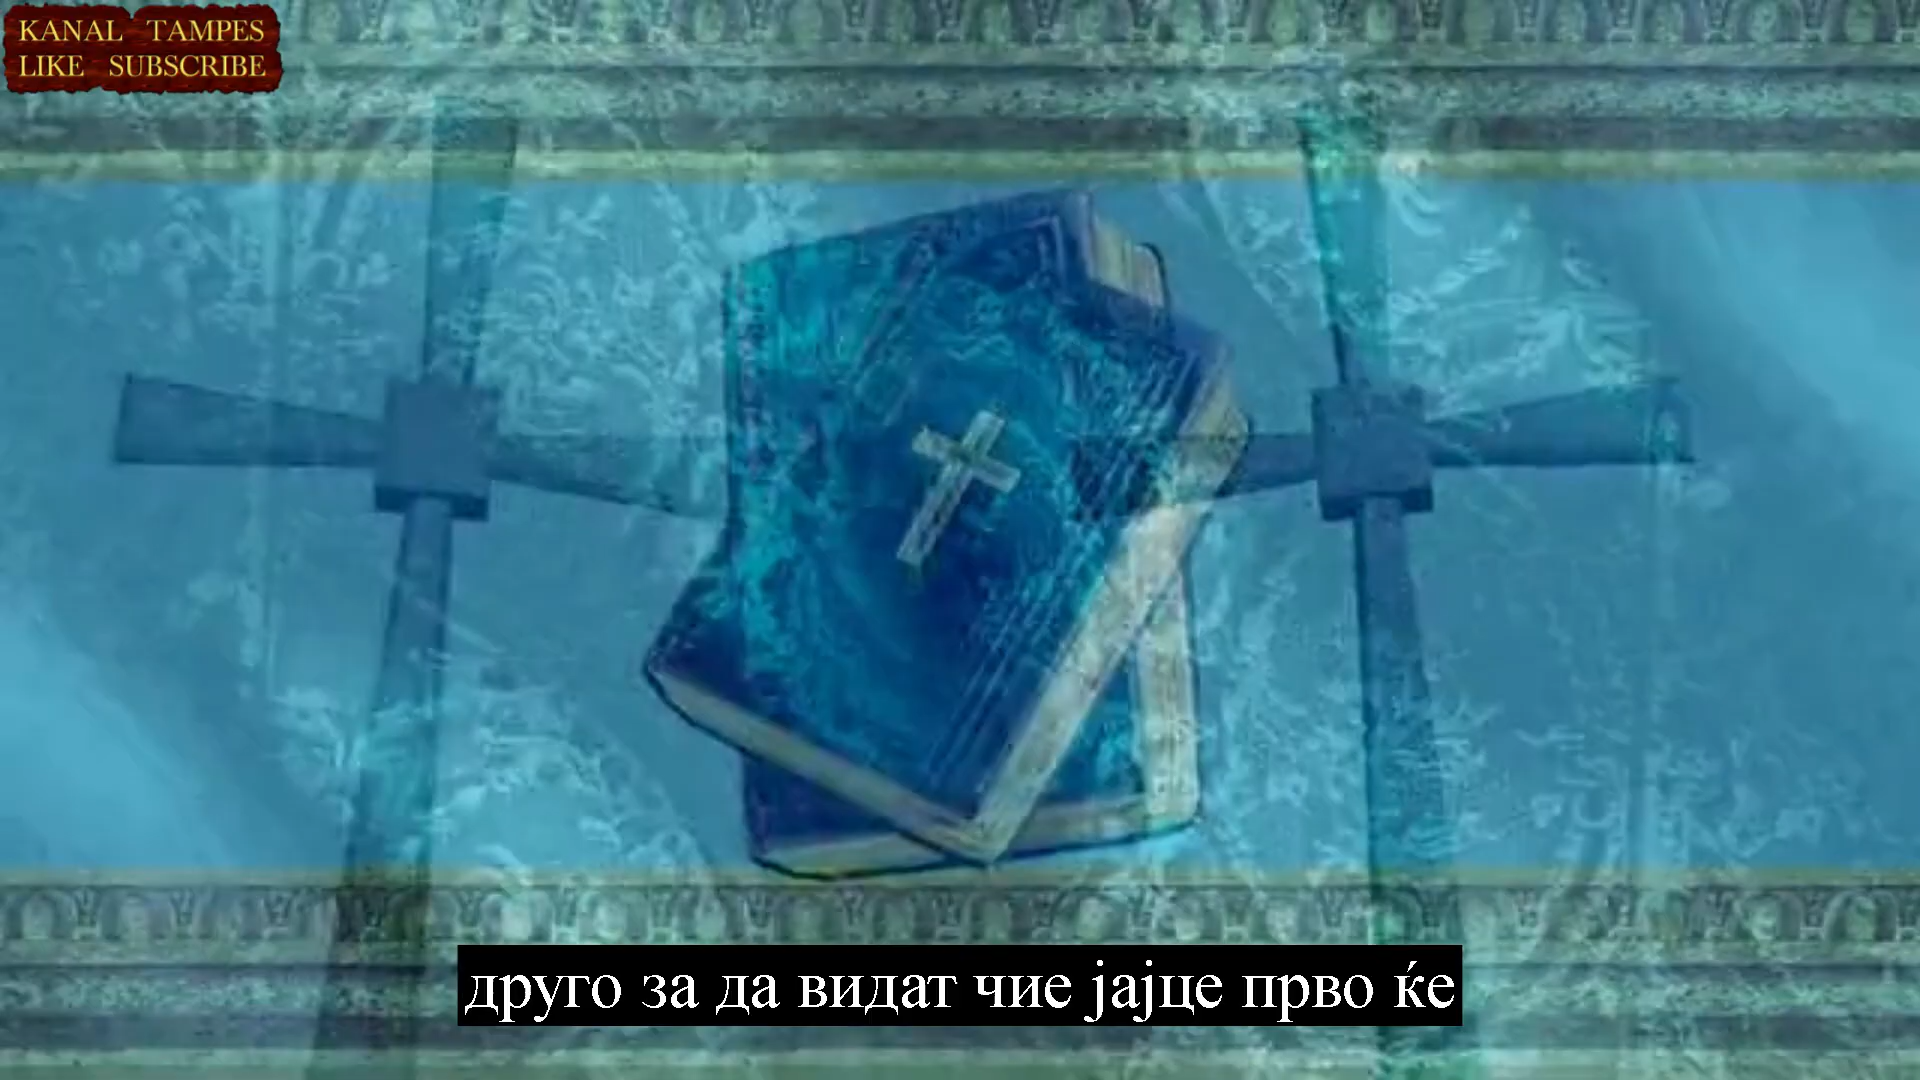 KANAL TAMPES
LIKE SUBSCRIBE
друго за да видат чие јајце прво ќе